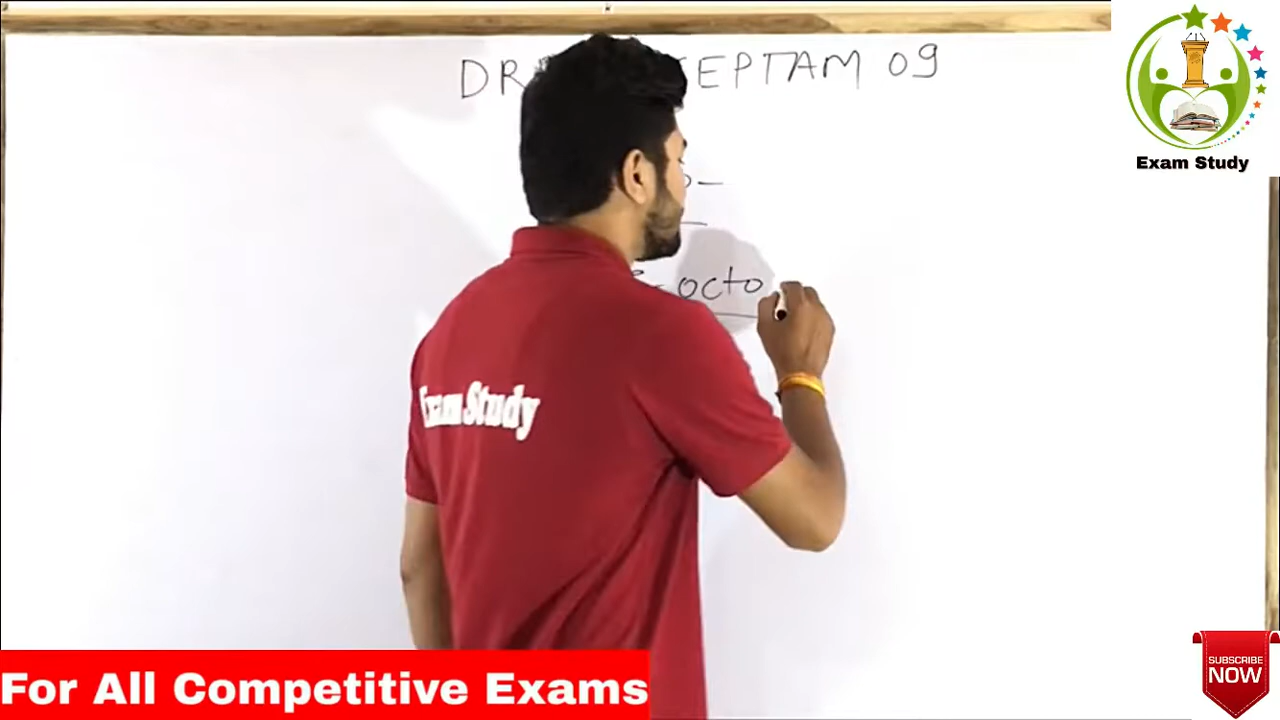 DR EPTAM 09
Exam Study
octo
Exam Study
For All Competitive Exams
SUBSCRIBE
NOW